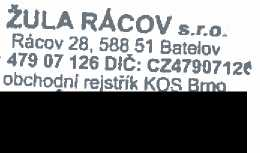 ŽULA RÁCOV s.r.o.
Rácov 28, 588 51 Batelov
479 07 126 DIČ: CZ47907126
obchodní rejstřík KOS Brno